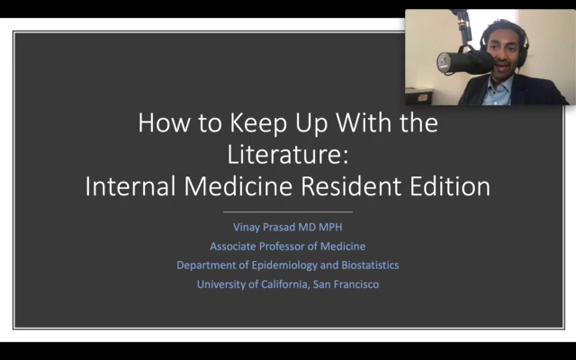 How to Keep Up With the
Literature:
Internal Medicine Resident Edition
Vinay Prasad MD MPH
Associate Professor of Medicine
Department of Epidemiology and Biostatistics
University of California, San Francisco